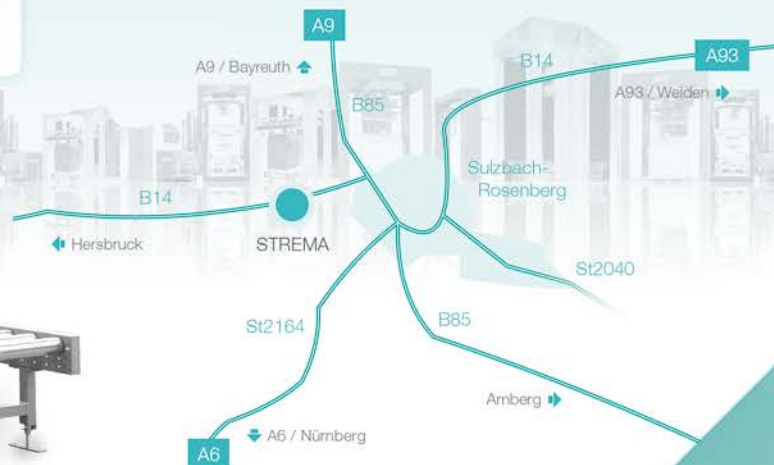 A9
A9 / Bayreuth
B14
A93
A93 / Weiden
B85
Sulzbach-
Rosenberg
B14
Hersbruck
STREMA
St2040
St2164
B85
Amberg
A6 / Nürnberg
A6